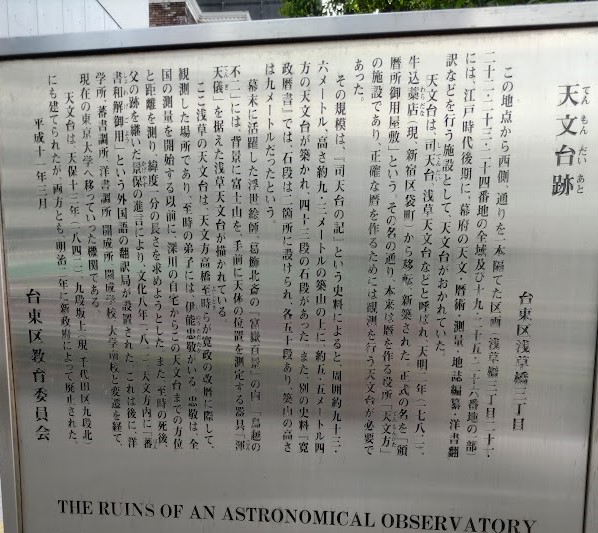 天文台跡
てんもんだいあと
台東区浅草橋三丁目
この地点から西側、通りを一本隔てた区画(浅草橋三丁目二十一・
二十二・二十三・二十四番地の全域及び十九・二十五・二十六番地の一部)
には、江戸時代後期に、幕府の天文・暦術・測量・地誌編纂・洋書翻
訳などを行う施設として、天文台がおかれていた。
天文台は、司天台、浅草天文台などと呼ばれ、天明二年(一七八二)、
牛込藁店(現、新宿区袋町)から移転、新築された。正式の名を「頒
暦所御用屋敷」という。その名の通り、本来は暦を作る役所「天文方」
の施設であり、正確な暦を作るためには観測を行う天文台が必要で
あった。
その規模は、『司天台の記』という史料によると、周囲約九十三・
六メートル、高さ約九・三メートルの築山の上に、約五・五メートル四
方の天文台が築かれ、四十三段の石段があった。また、別の史料『寛
政暦書』では、石段は二箇所に設けられ、各五十段あり、築山の高さ
は九メートルだったという。
幕末に活躍した浮世絵師、葛飾北斎の『富嶽百景』の内、「鳥越の
不二」には、背景に富士山を、手前に天体の位置を測定する器具「渾
天儀」を据えた浅草天文台が描かれている。
ここ浅草の天文台は、天文方高橋至時らが寛政の改暦に際して、
観測した場所であり、至時の弟子には、伊能忠敬がいる。忠敬は、全
国の測量を開始する以前に、深川の自宅からこの天文台までの方位
と距離を測り、緯度一分の長さを求めようとした。また、至時の死後、
父の跡を継いだ景保の進言により、文化八年(一八一一)、天文方内に「蕃
書和解御用」という外国語の翻訳局が設置された。これは後に、洋
学所、蕃書調所、洋書調所、開成所、開成学校、大学南校と変遷を経て、
現在の東京大学へ移っていった機関である。
天文台は、天保十三年(一八四二)、九段坂上(現、千代田区九段北)
にも建てられたが、両方とも、明治二年に新政府によって廃止された。
平成十一年三月
台東区教育委員会
THE RUINS OF AN ASTRONOMICAL OBSERVATORY